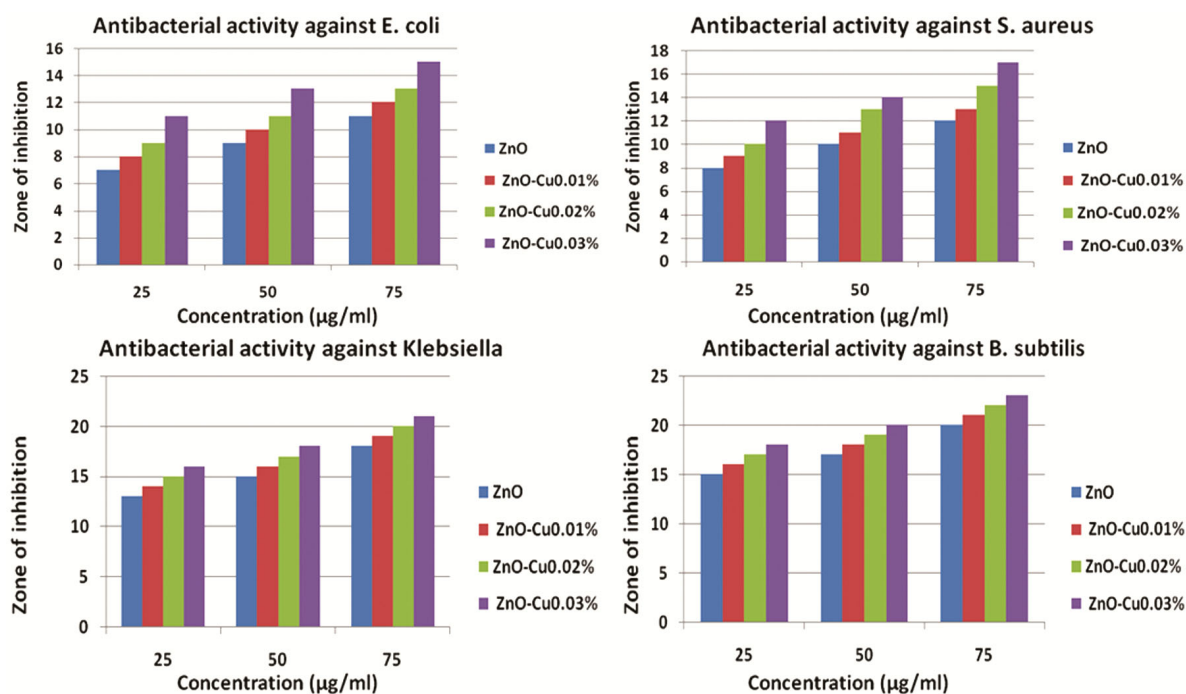 Antibacterial activity against E. coli
16
14
12
10
8
6
4
2
0
Zone of inhibition
25 50 75
Concentration (µg/ml)
ZnO
ZnO-Cu0.01%
ZnO-Cu0.02%
ZnO-Cu0.03%
Antibacterial activity against S. aureus
18
16
14
12
10
8
6
4
2
0
Zone of inhibition
25 50 75
Concentration (µg/ml)
ZnO
ZnO-Cu0.01%
ZnO-Cu0.02%
ZnO-Cu0.03%
Antibacterial activity against Klebsiella
25
20
15
10
5
0
Zone of inhibition
25 50 75
Concentration (µg/ml)
ZnO
ZnO-Cu0.01%
ZnO-Cu0.02%
ZnO-Cu0.03%
Antibacterial activity against B. subtilis
25
20
15
10
5
0
Zone of inhibition
25 50 75
Concentration (µg/ml)
ZnO
ZnO-Cu0.01%
ZnO-Cu0.02%
ZnO-Cu0.03%